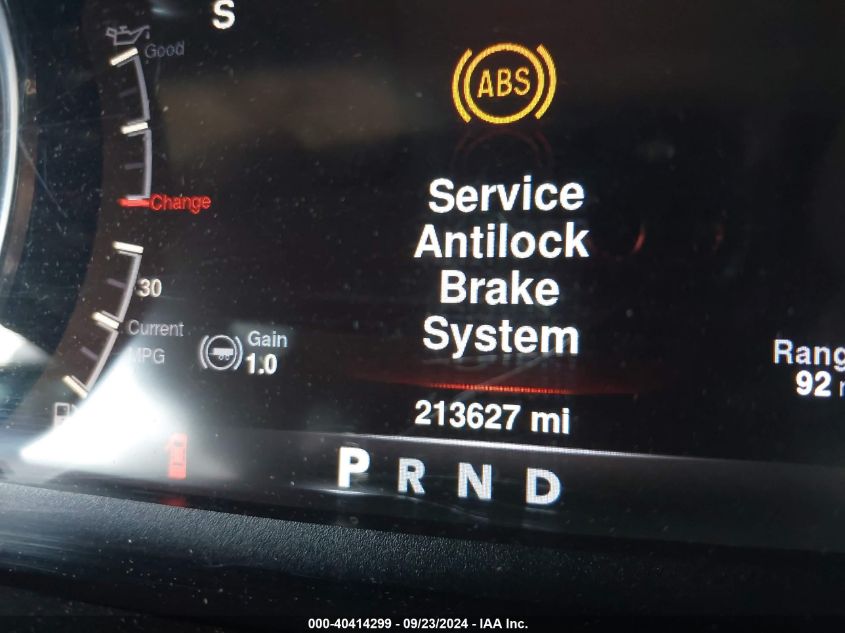 S
Good
ABS
Service
Antilock
Brake
System
Change
30
Current
MPG
Gain
1.0
Rang
92
213627 mi
P R N D
000-40414299 - 09/23/2024 - IAA Inc.